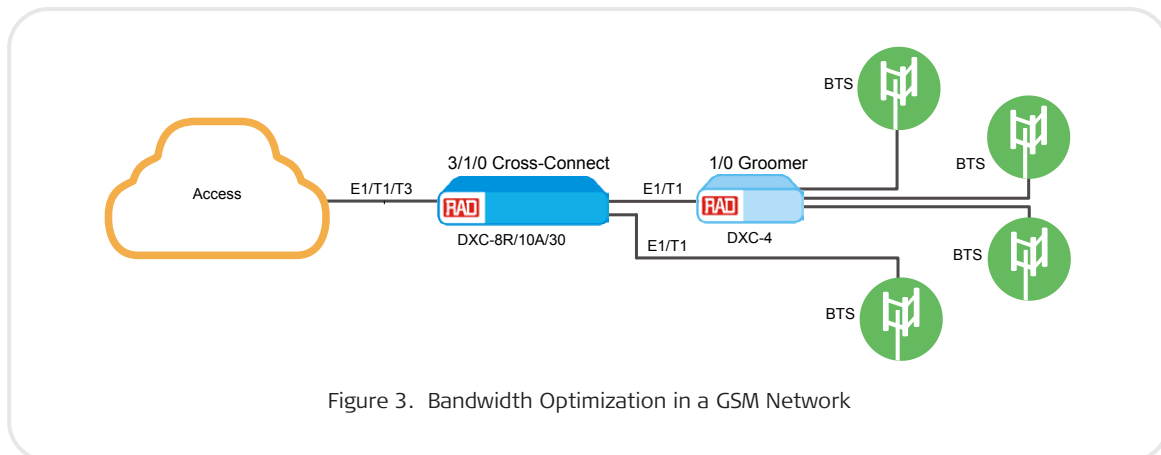 BTS
BTS
3/1/0 Cross-Connect
1/0 Groomer
Access
E1/T1/T3
E1/T1
RAD
RAD
DXC-8R/10A/30
DXC-4
E1/T1
BTS
BTS
Figure 3. Bandwidth Optimization in a GSM Network